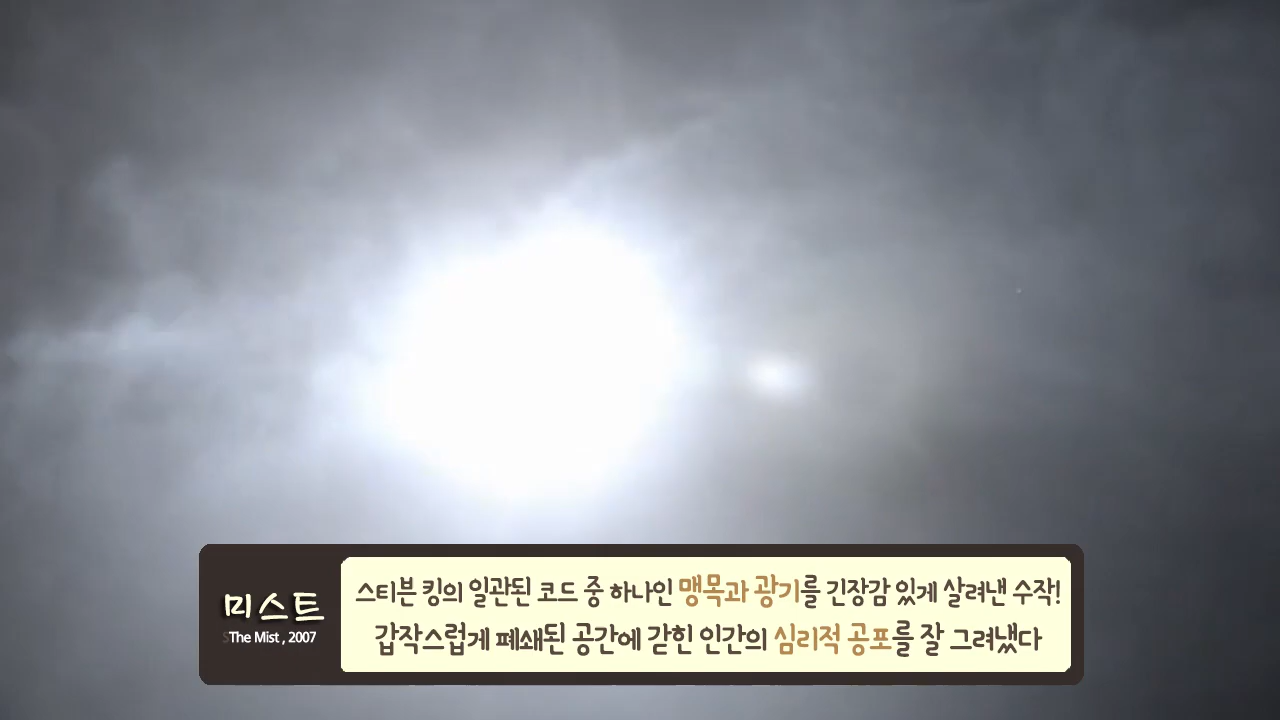 미스트
The Mist , 2007
스티븐 킹의 일관된 코드 중 하나인 맹목과 광기를 긴장감 있게 살려낸 수작!
갑작스럽게 폐쇄된 공간에 갇힌 인간의 심리적 공포를 잘 그려냈다